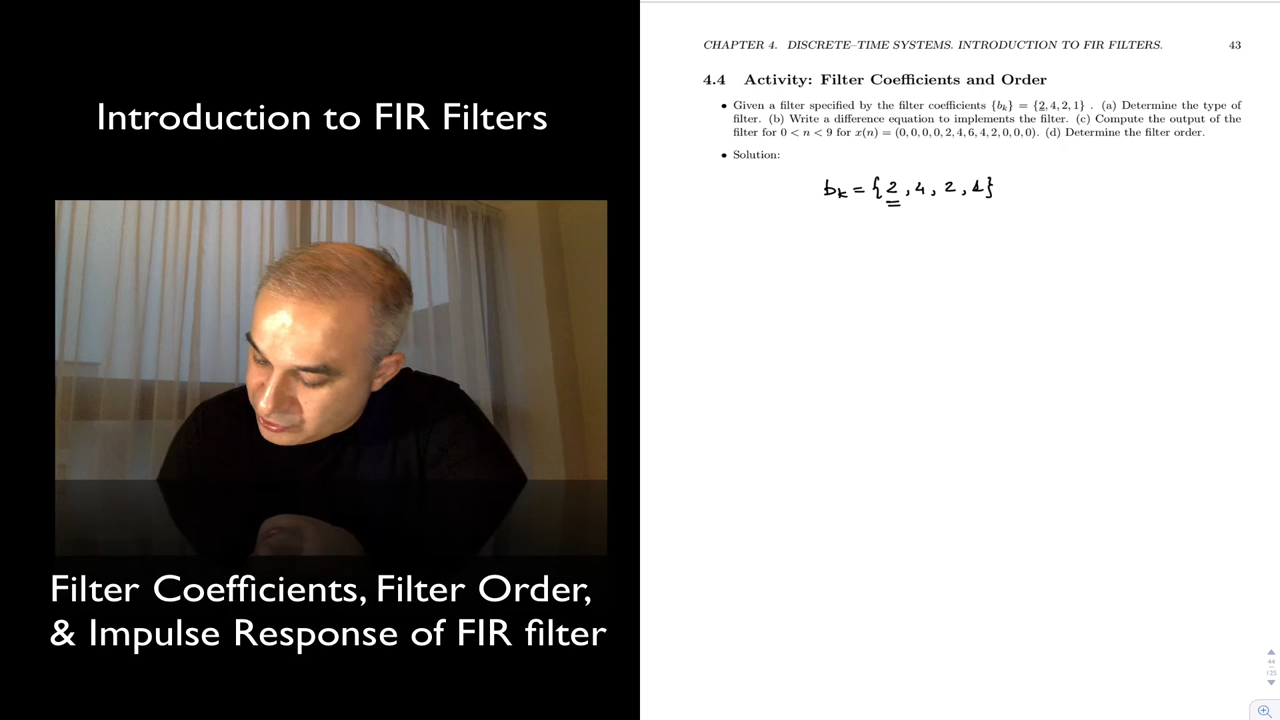 Introduction to FIR Filters
Filter Coefficients, Filter Order,
& Impulse Response of FIR filter
CHAPTER 4. DISCRETE–TIME SYSTEMS. INTRODUCTION TO FIR FILTERS. 43
4.4 Activity: Filter Coefficients and Order
• Given a filter specified by the filter coefficients {bₖ} = {2, 4, 2, 1} . (a) Determine the type of
filter. (b) Write a difference equation to implements the filter. (c) Compute the output of the
filter for 0 < n < 9 for x(n) = (0, 0, 0, 0, 2, 4, 6, 4, 2, 0, 0, 0). (d) Determine the filter order.
• Solution:
bₖ = {2, 4, 2, 1}
44
125